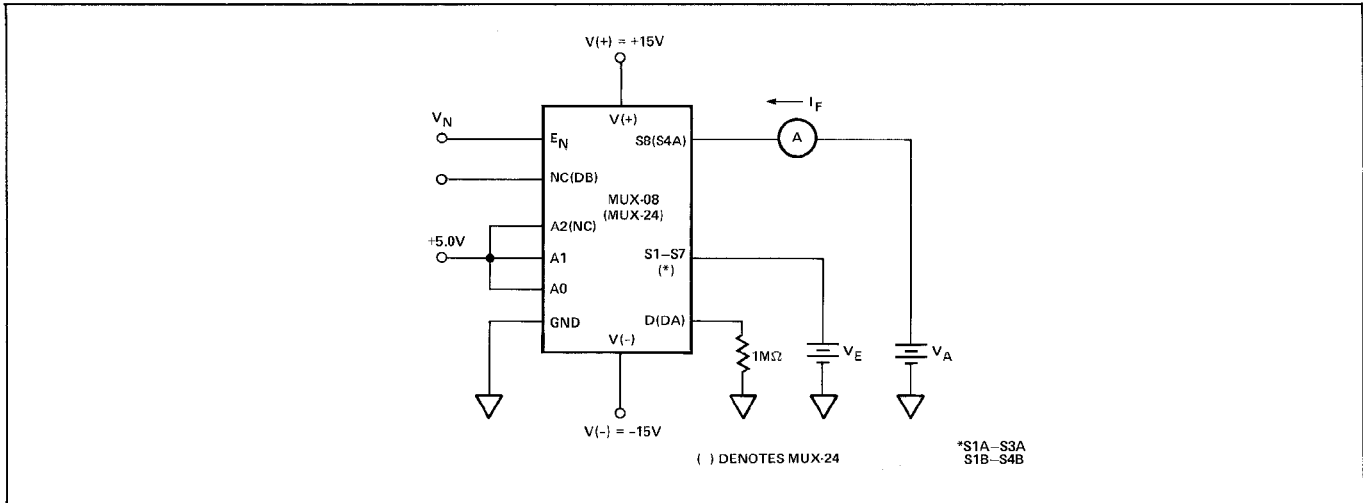 V(+) = +15V
I_F
V_N
V(+)
E_N
S8(S4A)
A
NC(DB)
MUX-08
(MUX-24)
A2(NC)
+5.0V
A1
S1–S7
(*)
A0
GND
D(DA)
V(–)
1MΩ
V_E
V_A
V(–) = –15V
( ) DENOTES MUX-24
*S1A–S3A
S1B–S4B